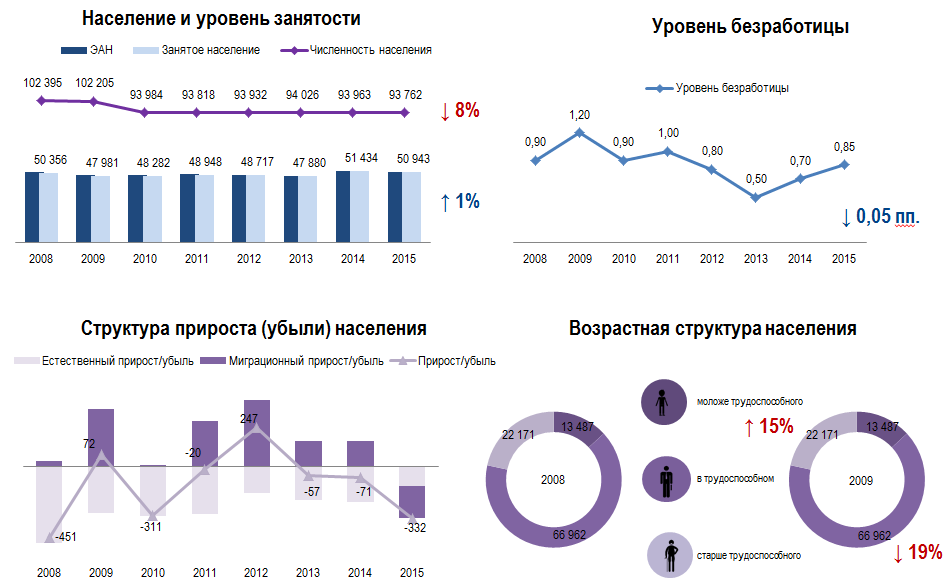 Население и уровень занятости
ЭАН Занятое население Численность населения
102 395 102 205 93 984 93 818 93 932 94 026 93 963 93 762
↓ 8%
50 356 47 981 48 282 48 948 48 717 47 880 51 434 50 943
↑ 1%
2008 2009 2010 2011 2012 2013 2014 2015
Уровень безработицы
Уровень безработицы
0,90 1,20 0,90 1,00 0,80 0,50 0,70 0,85
↓ 0,05 пп.
2008 2009 2010 2011 2012 2013 2014 2015
Структура прироста (убыли) населения
Естественный прирост/убыль Миграционный прирост/убыль Прирост/убыль
-451 72 -311 -20 247 -57 -71 -332
2008 2009 2010 2011 2012 2013 2014 2015
Возрастная структура населения
22 171 13 487
2008
66 962
моложе трудоспособного
↑ 15%
в трудоспособном
старше трудоспособного
22 171 13 487
2009
66 962
↓ 19%